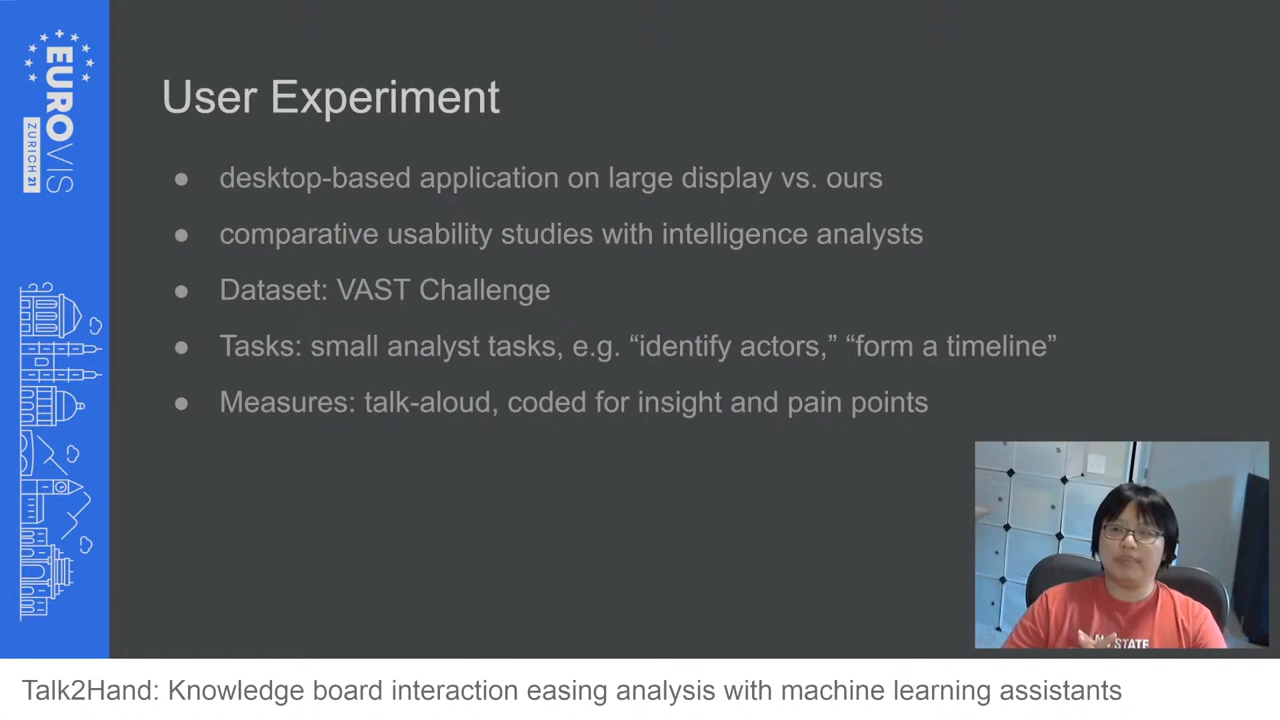 EUROVIS
ZURICH 21
User Experiment
● desktop-based application on large display vs. ours
● comparative usability studies with intelligence analysts
● Dataset: VAST Challenge
● Tasks: small analyst tasks, e.g. “identify actors,” “form a timeline”
● Measures: talk-aloud, coded for insight and pain points
STATE
Talk2Hand: Knowledge board interaction easing analysis with machine learning assistants